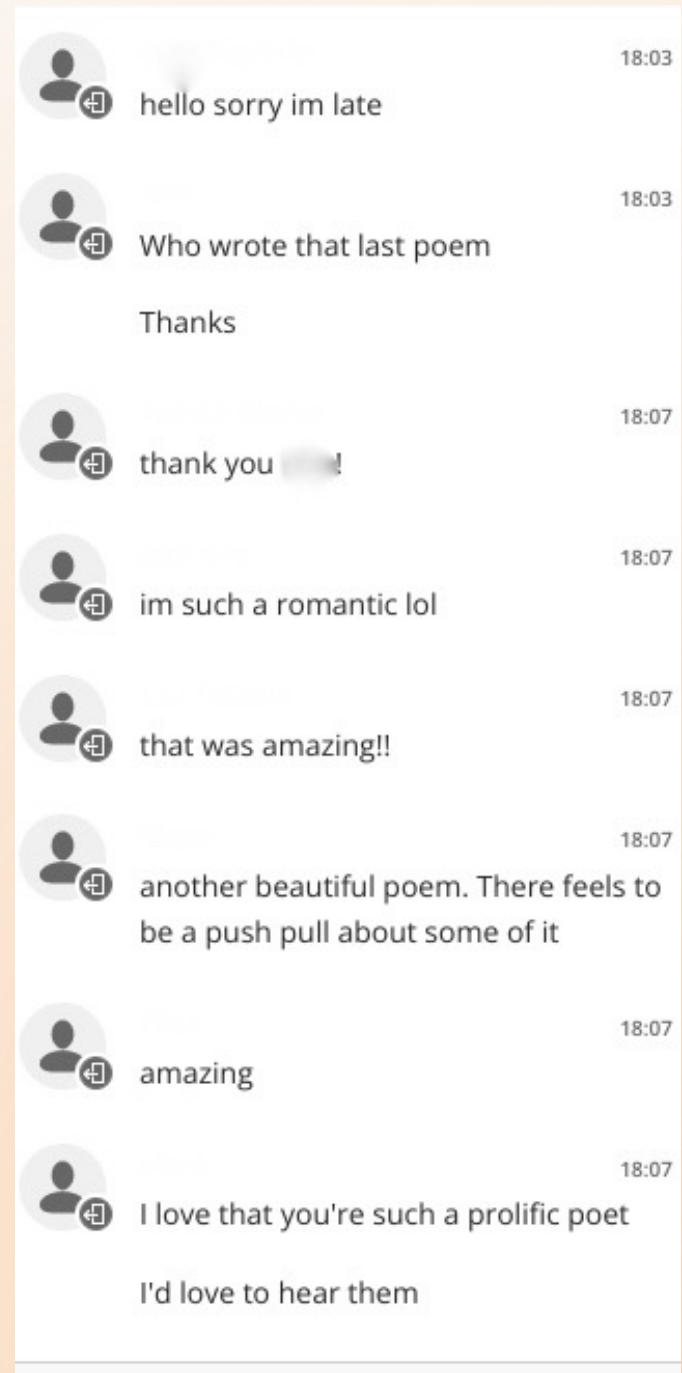 18:03
hello sorry im late
18:03
Who wrote that last poem
Thanks
18:07
thank you !
18:07
im such a romantic lol
18:07
that was amazing!!
18:07
another beautiful poem. There feels to
be a push pull about some of it
18:07
amazing
18:07
I love that you're such a prolific poet
I'd love to hear them